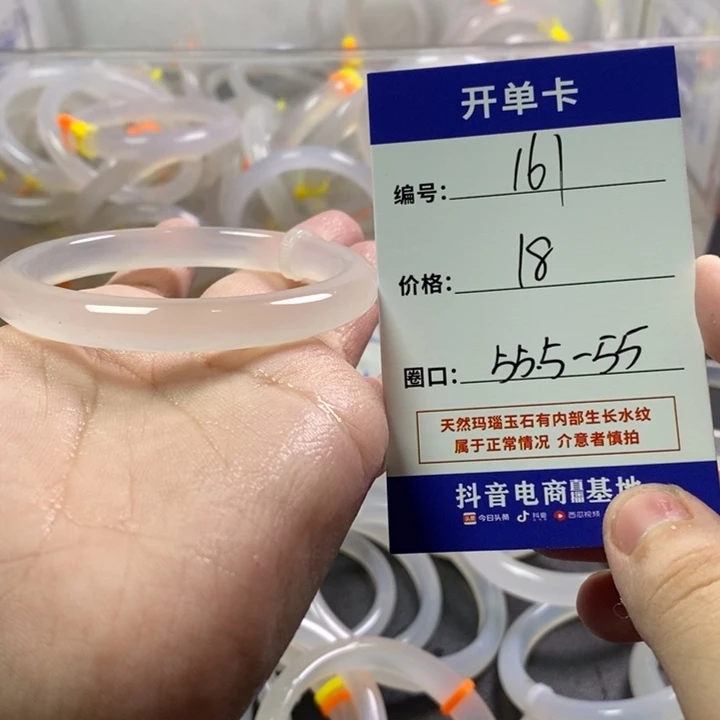 开单卡
编号: 161
价格: 18
圈口: 55.5-55
天然玛瑙玉石有内部生长水纹
属于正常情况 介意者慎拍
抖音电商直播基地
今日头条 抖音 西瓜视频